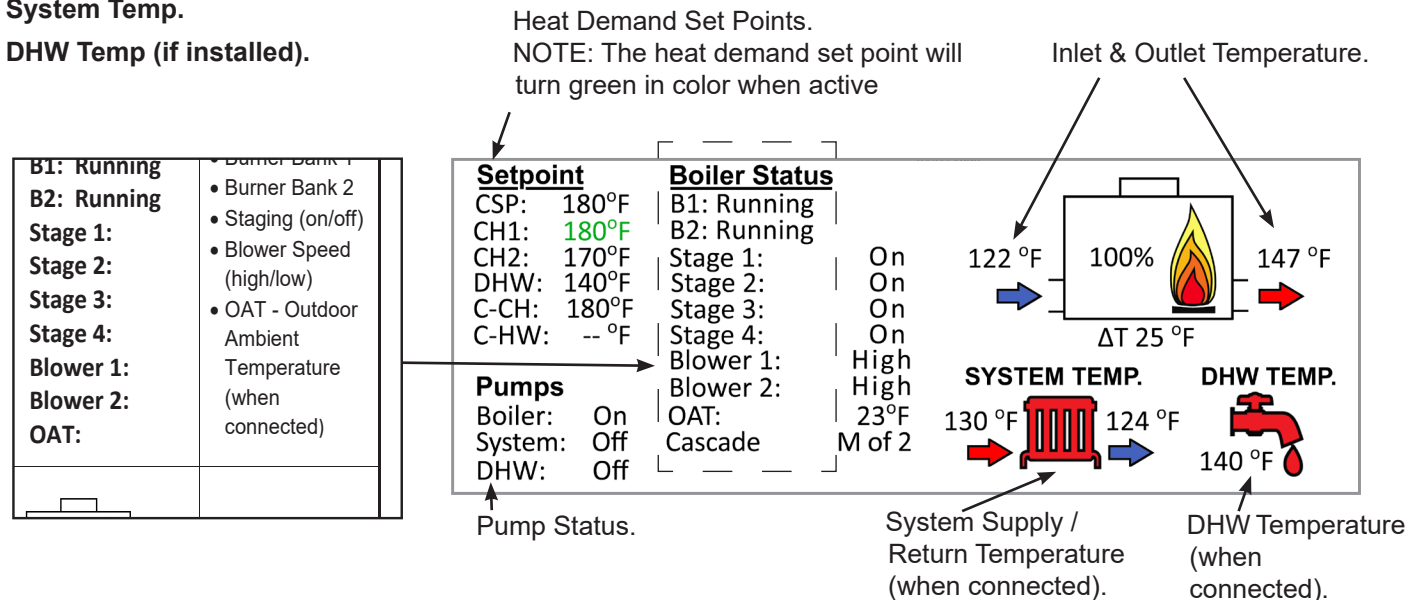 System Temp.
DHW Temp (if installed).
Heat Demand Set Points.
NOTE: The heat demand set point will
turn green in color when active
Inlet & Outlet Temperature.
B1: Running
B2: Running
Stage 1:
Stage 2:
Stage 3:
Stage 4:
Blower 1:
Blower 2:
OAT:
• Burner Bank 1
• Burner Bank 2
• Staging (on/off)
• Blower Speed
(high/low)
• OAT - Outdoor
Ambient
Temperature
(when
connected)
Setpoint
CSP: 180°F
CH1: 180°F
CH2: 170°F
DHW: 140°F
C-CH: 180°F
C-HW: -- °F
Pumps
Boiler: On
System: Off
DHW: Off
Boiler Status
B1: Running
B2: Running
Stage 1: On
Stage 2: On
Stage 3: On
Stage 4: On
Blower 1: High
Blower 2: High
OAT: 23°F
Cascade M of 2
122 °F
100%
147 °F
ΔT 25 °F
SYSTEM TEMP.
130 °F
124 °F
DHW TEMP.
140 °F
Pump Status.
System Supply /
Return Temperature
(when connected).
DHW Temperature
(when
connected).